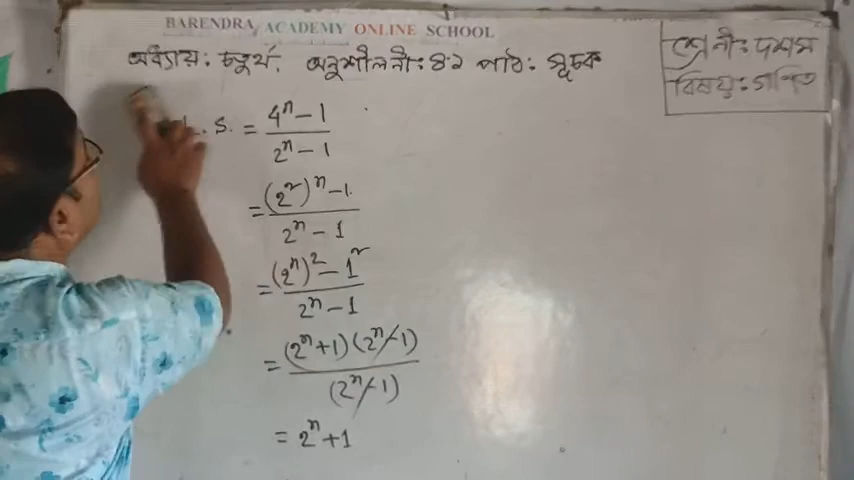 BARENDRA ACADEMY ONLINE SCHOOL
অধ্যায়: চতুর্থ. অনুশীলনী: ৪.১ পাঠ: সূচক
শ্রেনী: দশম
বিষয়: গণিত
L. S. = (4ⁿ − 1)/(2ⁿ − 1)
= ((2²)ⁿ − 1)/(2ⁿ − 1)
= ((2ⁿ)² − 1²)/(2ⁿ − 1)
= (2ⁿ + 1)(2ⁿ − 1)/(2ⁿ − 1)
= 2ⁿ + 1